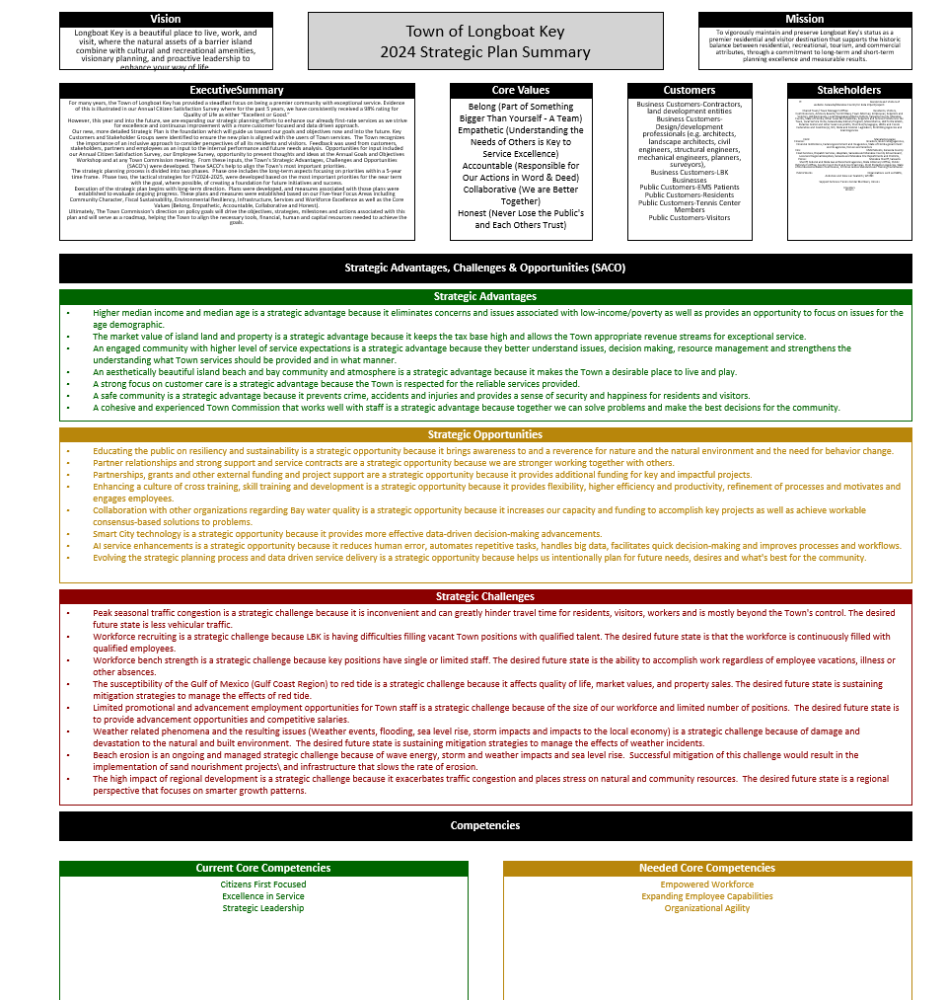 Vision
Longboat Key is a beautiful place to live, work, and
visit, where the natural assets of a barrier island
combine with cultural and recreational amenities,
visionary planning, and proactive leadership to
enhance your way of life.
Town of Longboat Key
2024 Strategic Plan Summary
Mission
To vigorously maintain and preserve Longboat Key's status as a
premier residential and visitor destination that supports the historic
balance between residential, recreational, tourism, and commercial
attributes, through a commitment to long-term and short-term
planning excellence and measurable results.
ExecutiveSummary
For many years, the Town of Longboat Key has provided a steadfast focus on being a premier community with exceptional service. Evidence
of this is illustrated in our Annual Citizen Satisfaction Survey where for the past 5 years, we have consistently received a 98% rating for
Quality of Life as either "Excellent or Good."
However, this year and into the future, we are expanding our strategic planning efforts to enhance our already first-rate services as we strive
for excellence and continuous improvement with a more customer focused and data driven approach.
Our new, more detailed Strategic Plan is the foundation which will guide us toward our goals and objectives now and into the future. Key
Customers and Stakeholder Groups were identified to ensure the new plan is aligned with the users of Town services. The Town recognizes
the importance of an inclusive approach to consider perspectives of all its residents and visitors. Feedback was used from customers,
stakeholders, partners and employees as an input to the internal performance and future needs analysis. Opportunities for input included
our Annual Citizen Satisfaction Survey, our Employee Survey, opportunity to present thoughts and ideas at the Annual Goals and Objectives
Workshop and at any Town Commission meeting. From these inputs, the Town's Strategic Advantages, Challenges and Opportunities
(SACO's) were developed. These SACO's help to align the Town's most important priorities.
The strategic planning process is divided into two phases. Phase one includes the long-term aspects focusing on priorities within a 5-year
time frame. Phase two, the tactical strategies for FY2024-2025, were developed based on the most important priorities for the near term
with the goal, where possible, of creating a foundation for future initiatives and success.
Execution of the strategic plan begins with long-term development. Plans were developed, and measures associated with those plans were
established to evaluate ongoing progress. These plans and measures were established based on our Five-Year Focus Areas including
Community Character, Fiscal Sustainability, Environmental Resiliency, Infrastructure, Services and Workforce Excellence as well as the Core
Values (Belong, Empathetic, Accountable, Collaborative and Honest).
Ultimately, The Town Commission's direction on policy goals will drive the objectives, strategies, milestones and actions associated with this
plan and will serve as a roadmap, helping the Town to align the necessary tools, financial, human and capital resources needed to achieve the
goals.
Core Values
Belong (Part of Something
Bigger Than Yourself - A Team)
Empathetic (Understanding the
Needs of Others is Key to
Service Excellence)
Accountable (Responsible for
Our Actions in Word & Deed)
Collaborative (We are Better
Together)
Honest (Never Lose the Public's
and Each Others Trust)
Customers
Business Customers-Contractors,
land development entities
Business Customers-
Design/development
professionals (e.g. architects,
landscape architects, civil
engineers, structural engineers,
mechanical engineers, planners,
surveyors),
Business Customers-LBK
Businesses
Public Customers-EMS Patients
Public Customers-Residents
Public Customers-Tennis Center
Members
Public Customers-Visitors
Stakeholders
Strategic Advantages, Challenges & Opportunities (SACO)
Strategic Advantages
• Higher median income and median age is a strategic advantage because it eliminates concerns and issues associated with low-income/poverty as well as provides an opportunity to focus on issues for the
age demographic.
• The market value of island land and property is a strategic advantage because it keeps the tax base high and allows the Town appropriate revenue streams for exceptional service.
• An engaged community with higher level of service expectations is a strategic advantage because they better understand issues, decision making, resource management and strengthens the
understanding what Town services should be provided and in what manner.
• An aesthetically beautiful island beach and bay community and atmosphere is a strategic advantage because it makes the Town a desirable place to live and play.
• A strong focus on customer care is a strategic advantage because the Town is respected for the reliable services provided.
• A safe community is a strategic advantage because it prevents crime, accidents and injuries and provides a sense of security and happiness for residents and visitors.
• A cohesive and experienced Town Commission that works well with staff is a strategic advantage because together we can solve problems and make the best decisions for the community.
Strategic Opportunities
• Educating the public on resiliency and sustainability is a strategic opportunity because it brings awareness to and a reverence for nature and the natural environment and the need for behavior change.
• Partner relationships and strong support and service contracts are a strategic opportunity because we are stronger working together with others.
• Partnerships, grants and other external funding and project support are a strategic opportunity because it provides additional funding for key and impactful projects.
• Enhancing a culture of cross training, skill training and development is a strategic opportunity because it provides flexibility, higher efficiency and productivity, refinement of processes and motivates and
engages employees.
• Collaboration with other organizations regarding Bay water quality is a strategic opportunity because it increases our capacity and funding to accomplish key projects as well as achieve workable
consensus-based solutions to problems.
• Smart City technology is a strategic opportunity because it provides more effective data-driven decision-making advancements.
• AI service enhancements is a strategic opportunity because it reduces human error, automates repetitive tasks, handles big data, facilitates quick decision-making and improves processes and workflows.
• Evolving the strategic planning process and data driven service delivery is a strategic opportunity because helps us intentionally plan for future needs, desires and what's best for the community.
Strategic Challenges
• Peak seasonal traffic congestion is a strategic challenge because it is inconvenient and can greatly hinder travel time for residents, visitors, workers and is mostly beyond the Town's control. The desired
future state is less vehicular traffic.
• Workforce recruiting is a strategic challenge because LBK is having difficulties filling vacant Town positions with qualified talent. The desired future state is that the workforce is continuously filled with
qualified employees.
• Workforce bench strength is a strategic challenge because key positions have single or limited staff. The desired future state is the ability to accomplish work regardless of employee vacations, illness or
other absences.
• The susceptibility of the Gulf of Mexico (Gulf Coast Region) to red tide is a strategic challenge because it affects quality of life, market values, and property sales. The desired future state is sustaining
mitigation strategies to manage the effects of red tide.
• Limited promotional and advancement employment opportunities for Town staff is a strategic challenge because of the size of our workforce and limited number of positions. The desired future state is
to provide advancement opportunities and competitive salaries.
• Weather related phenomena and the resulting issues (Weather events, flooding, sea level rise, storm impacts and impacts to the local economy) is a strategic challenge because of damage and
devastation to the natural and built environment. The desired future state is sustaining mitigation strategies to manage the effects of weather incidents.
• Beach erosion is an ongoing and managed strategic challenge because of wave energy, storm and weather impacts and sea level rise. Successful mitigation of this challenge would result in the
implementation of sand nourishment projects\ and infrastructure that slows the rate of erosion.
• The high impact of regional development is a strategic challenge because it exacerbates traffic congestion and places stress on natural and community resources. The desired future state is a regional
perspective that focuses on smarter growth patterns.
Competencies
Current Core Competencies
Citizens First Focused
Excellence in Service
Strategic Leadership
Needed Core Competencies
Empowered Workforce
Expanding Employee Capabilities
Organizational Agility